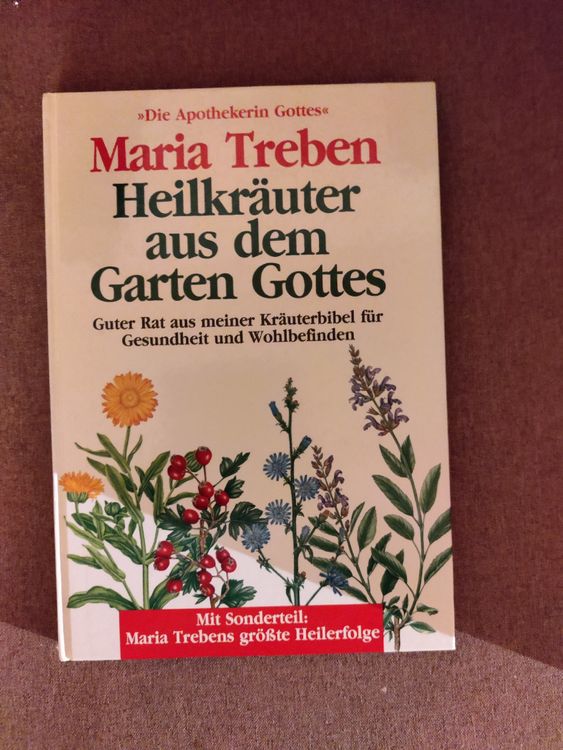 »Die Apothekerin Gottes«
Maria Treben
Heilkräuter
aus dem
Garten Gottes
Guter Rat aus meiner Kräuterbibel für
Gesundheit und Wohlbefinden
Mit Sonderteil:
Maria Trebens größte Heilerfolge